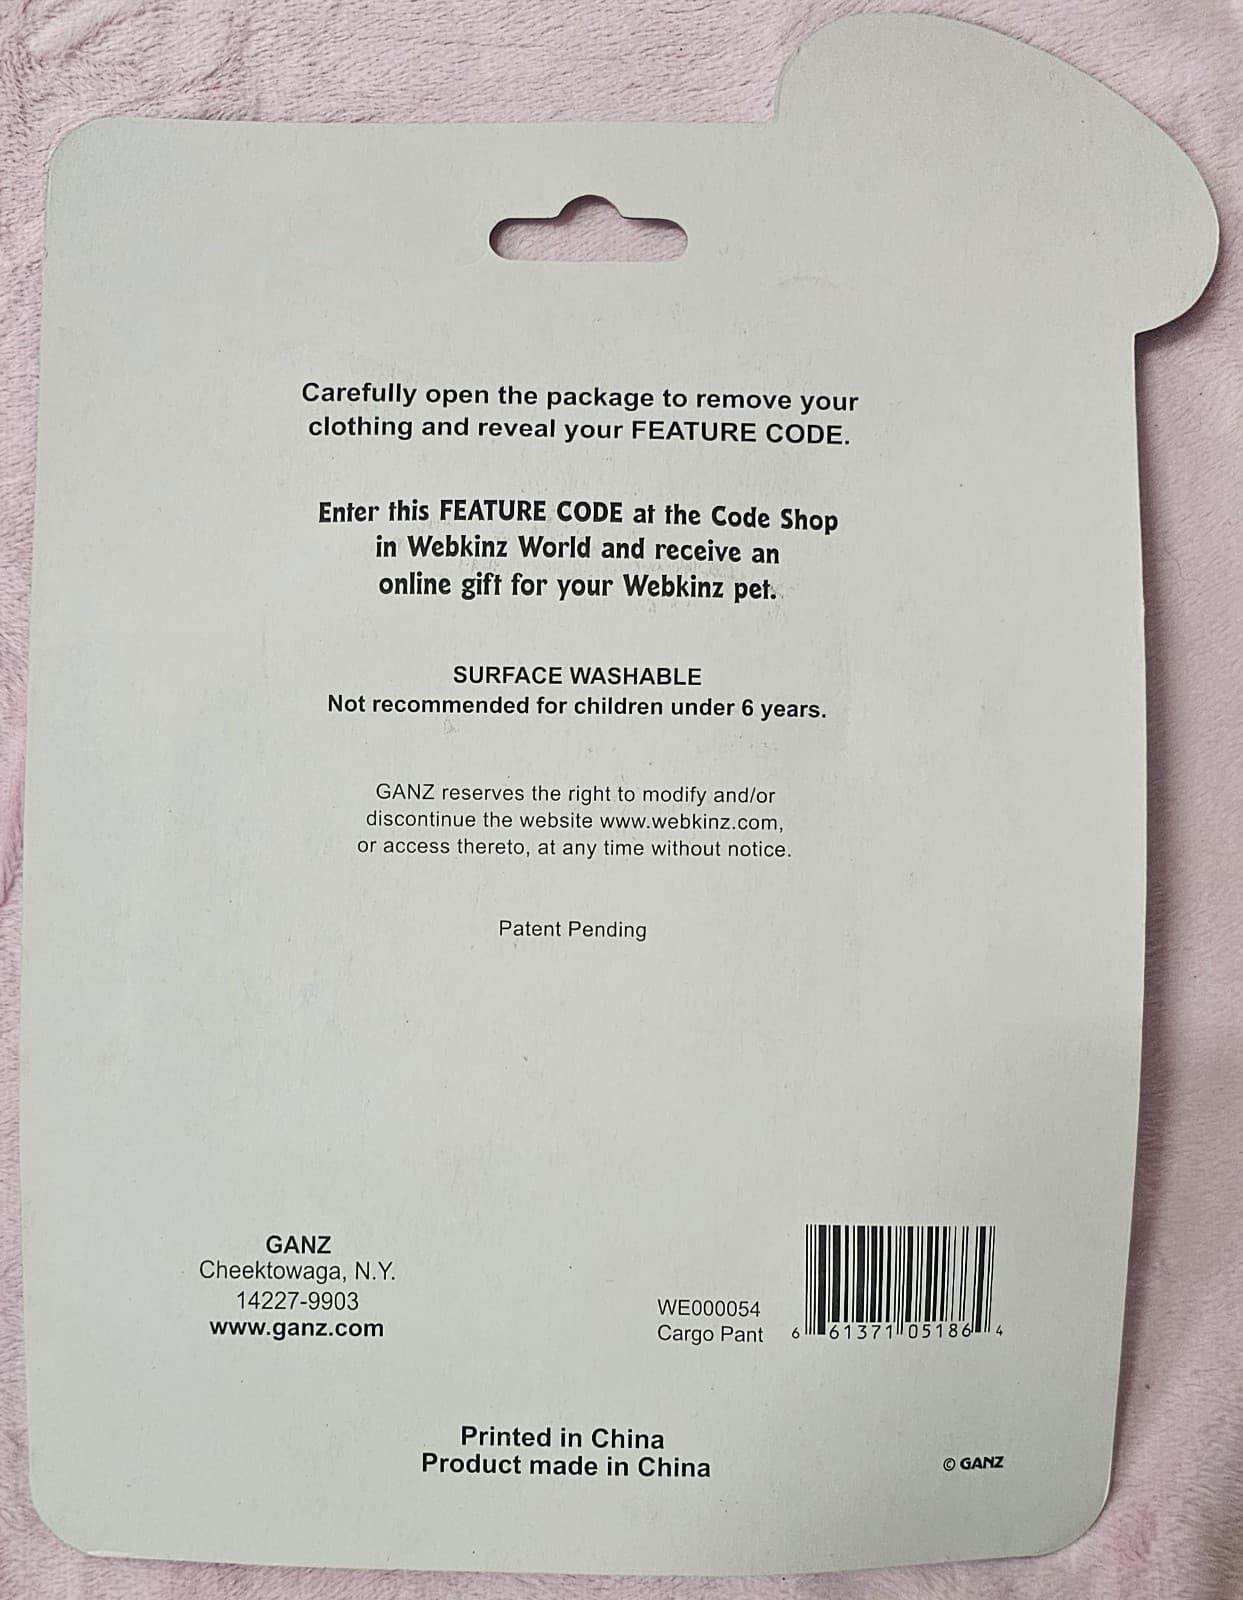 Carefully open the package to remove your
clothing and reveal your FEATURE CODE.
Enter this FEATURE CODE at the Code Shop
in Webkinz World and receive an
online gift for your Webkinz pet.
SURFACE WASHABLE
Not recommended for children under 6 years.
GANZ reserves the right to modify and/or
discontinue the website www.webkinz.com,
or access thereto, at any time without notice.
Patent Pending
GANZ
Cheektowaga, N.Y.
14227-9903
www.ganz.com
WE000054
Cargo Pant
6 61371 05186 4
Printed in China
Product made in China
© GANZ